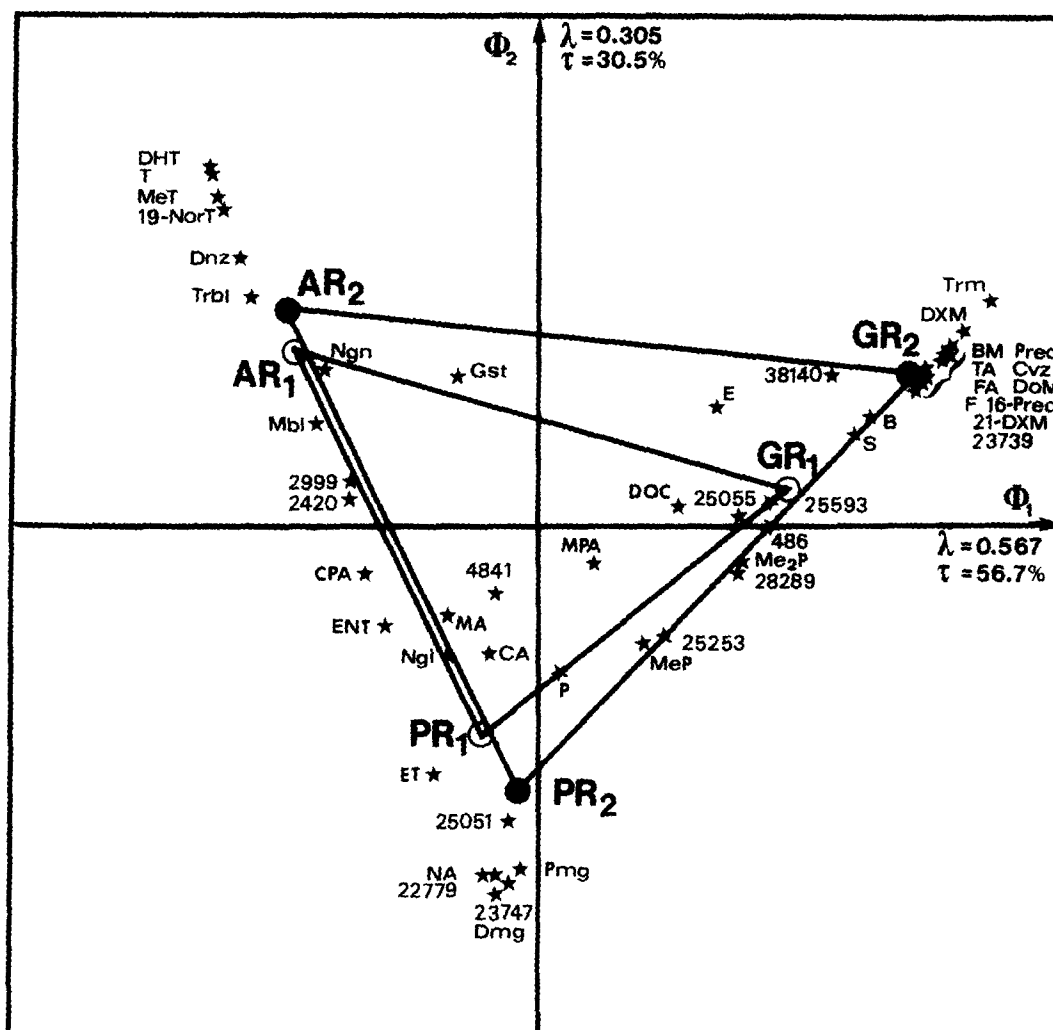 Φ₂
λ = 0.305
τ = 30.5%
DHT
T
MeT
19-NorT
Dnz
Trbl
AR₂
AR₁
Ngn
Gst
Mbl
2999
2420
CPA
ENT
4841
MA
Ngl
CA
MPA
P
PR₁
PR₂
ET
25051
NA
22779
23747
Dmg
Pmg
Trm
DXM
GR₂
BM Pred
TA Cvz
FA DoM
F 16-Pred
21-DXM
23739
38140
E
B
S
GR₁
DOC
25055
25593
Φ₁
486
λ = 0.567
τ = 56.7%
Me₂P
28289
25253
MeP